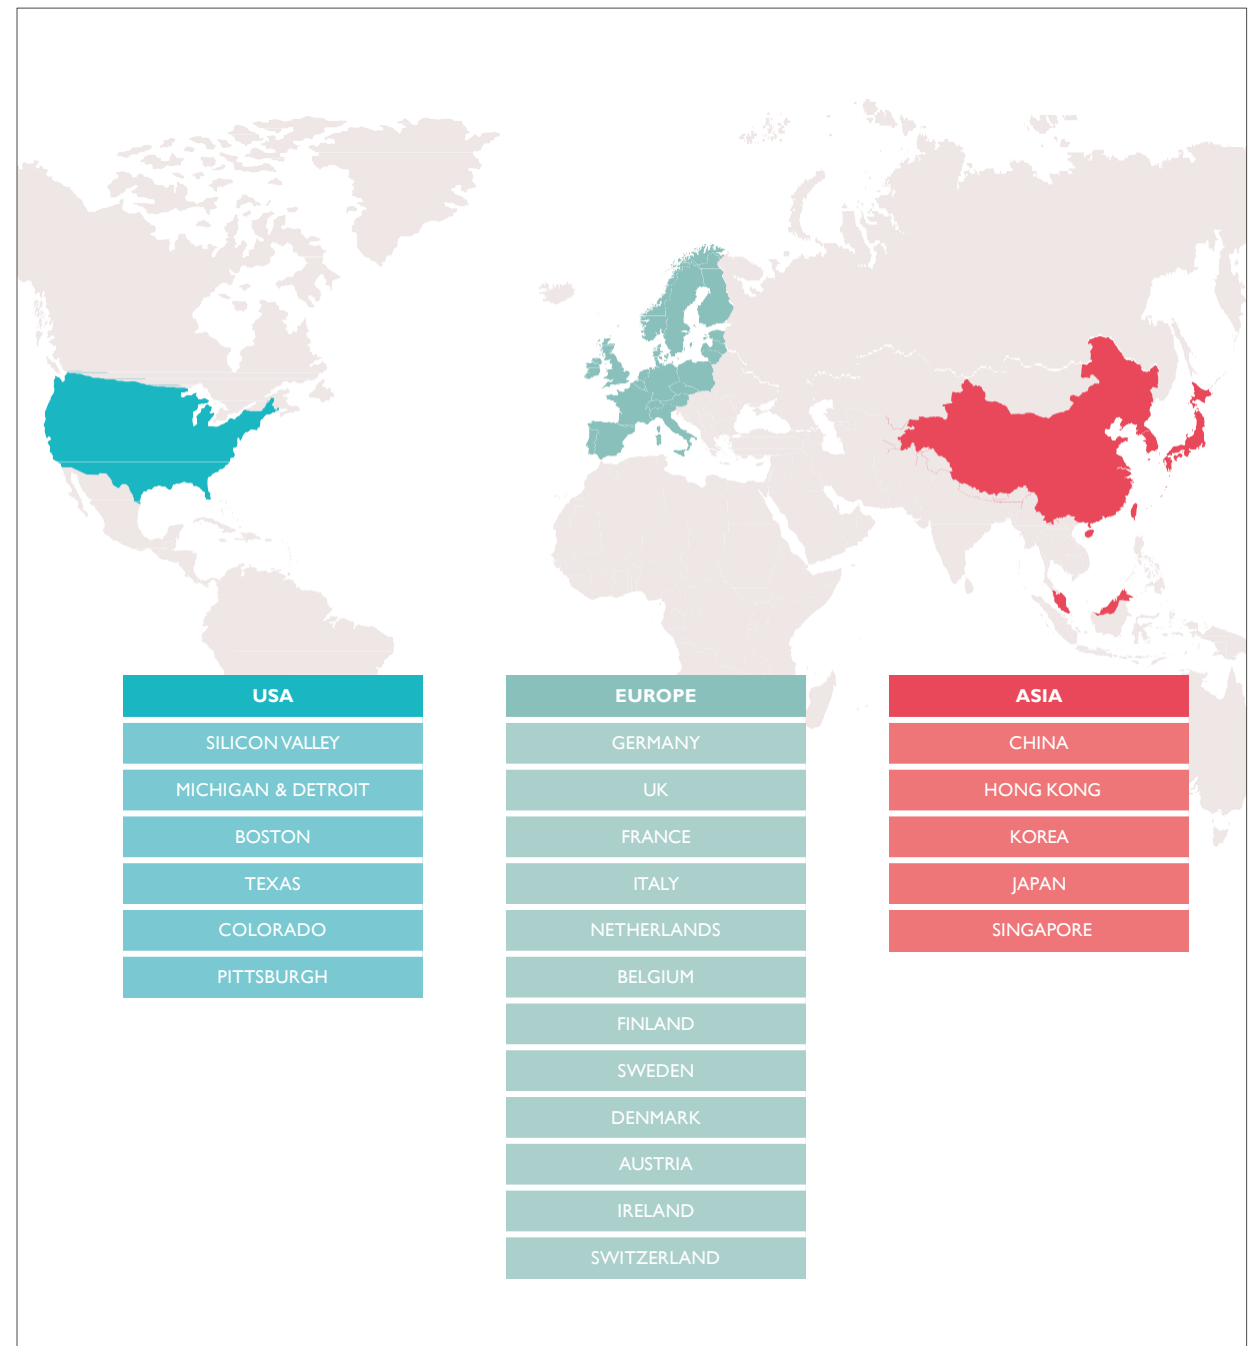 USA
SILICON VALLEY
MICHIGAN & DETROIT
BOSTON
TEXAS
COLORADO
PITTSBURGH
EUROPE
GERMANY
UK
FRANCE
ITALY
NETHERLANDS
BELGIUM
FINLAND
SWEDEN
DENMARK
AUSTRIA
IRELAND
SWITZERLAND
ASIA
CHINA
HONG KONG
KOREA
JAPAN
SINGAPORE